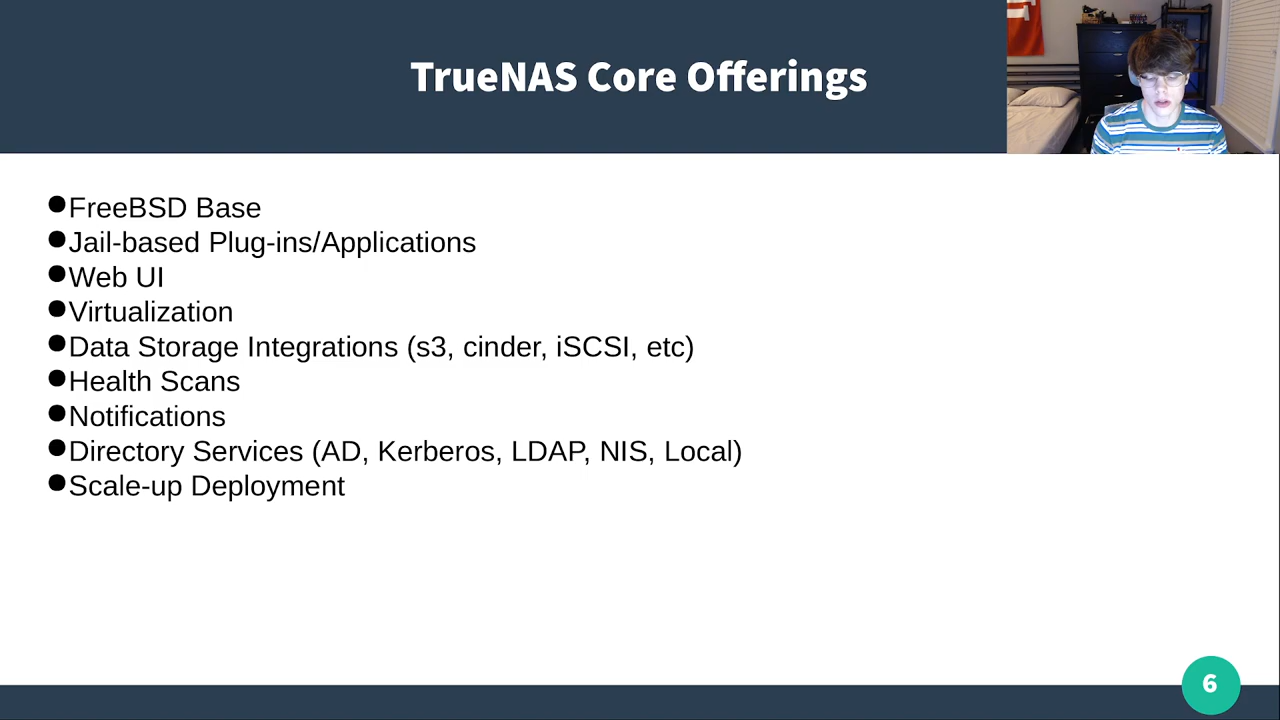 TrueNAS Core Offerings
●FreeBSD Base
●Jail-based Plug-ins/Applications
●Web UI
●Virtualization
●Data Storage Integrations (s3, cinder, iSCSI, etc)
●Health Scans
●Notifications
●Directory Services (AD, Kerberos, LDAP, NIS, Local)
●Scale-up Deployment
6